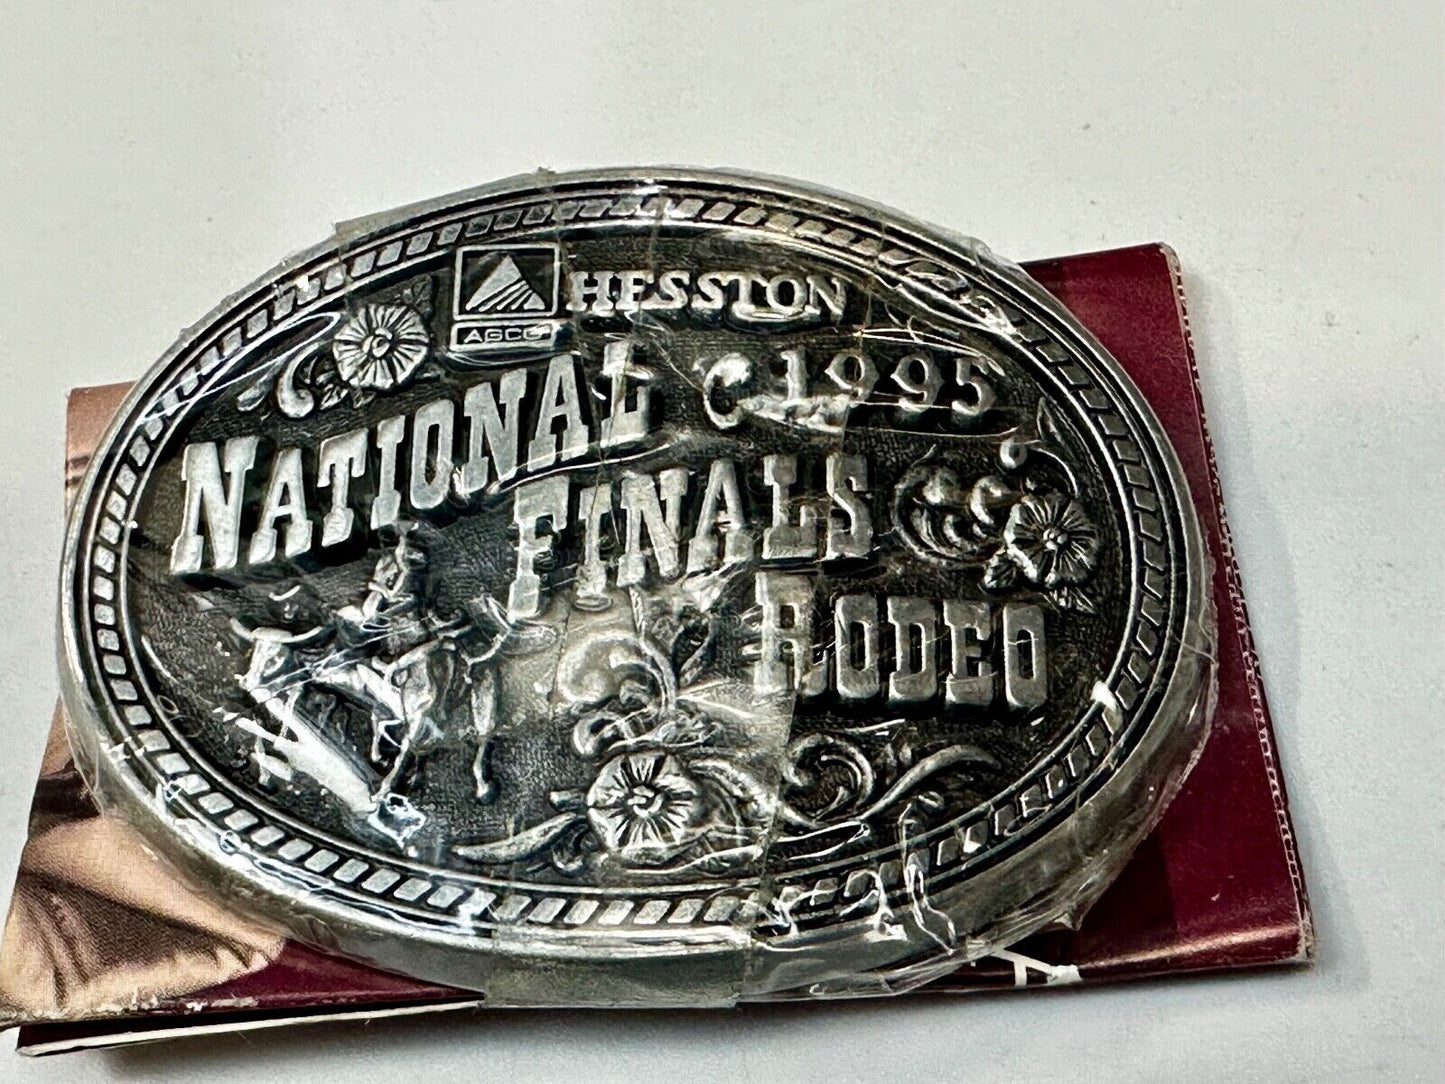 HESSTON
AGCO
1995
NATIONAL
FINALS
RODEO